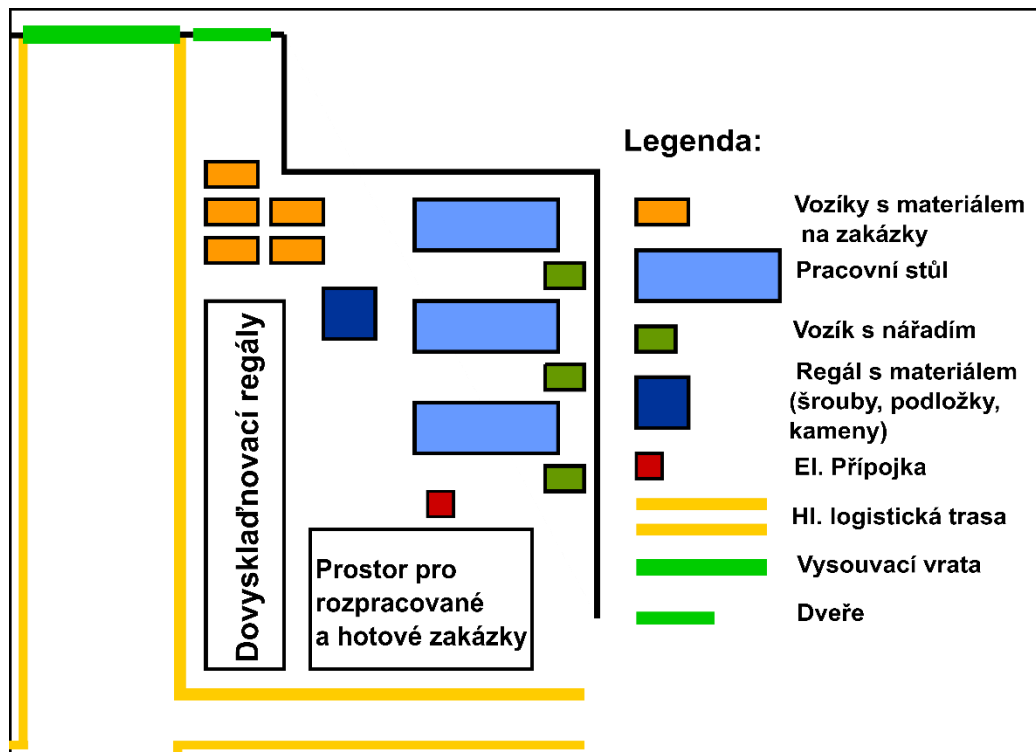 Legenda:
Vozíky s materiálem
na zakázky
Pracovní stůl
Vozík s nářadím
Regál s materiálem
(šrouby, podložky,
kameny)
El. Přípojka
Hl. logistická trasa
Vysouvací vrata
Dveře
Dovysklaďnovací regály
Prostor pro
rozpracované
a hotové zakázky